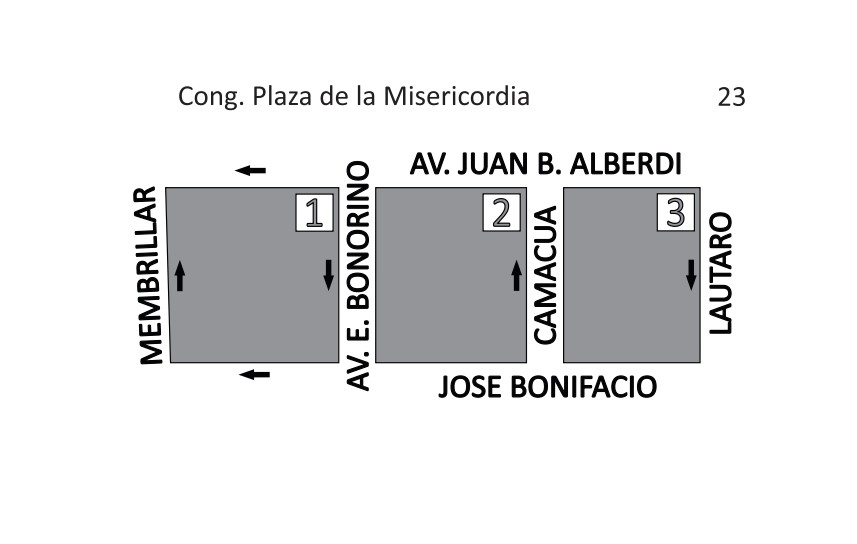 Cong. Plaza de la Misericordia 23
AV. JUAN B. ALBERDI
MEMBRILLAR
1
AV. E. BONORINO
2
CAMACUA
3
LAUTARO
JOSE BONIFACIO